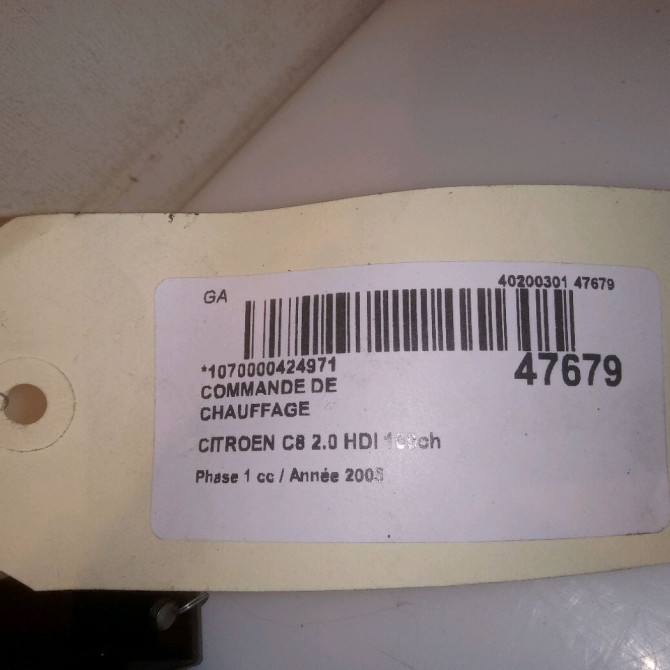 GA
40200301 47679
*1070000424971
47679
COMMANDE DE
CHAUFFAGE
CITROEN C8 2.0 HDI
Phase 1 cc / Année